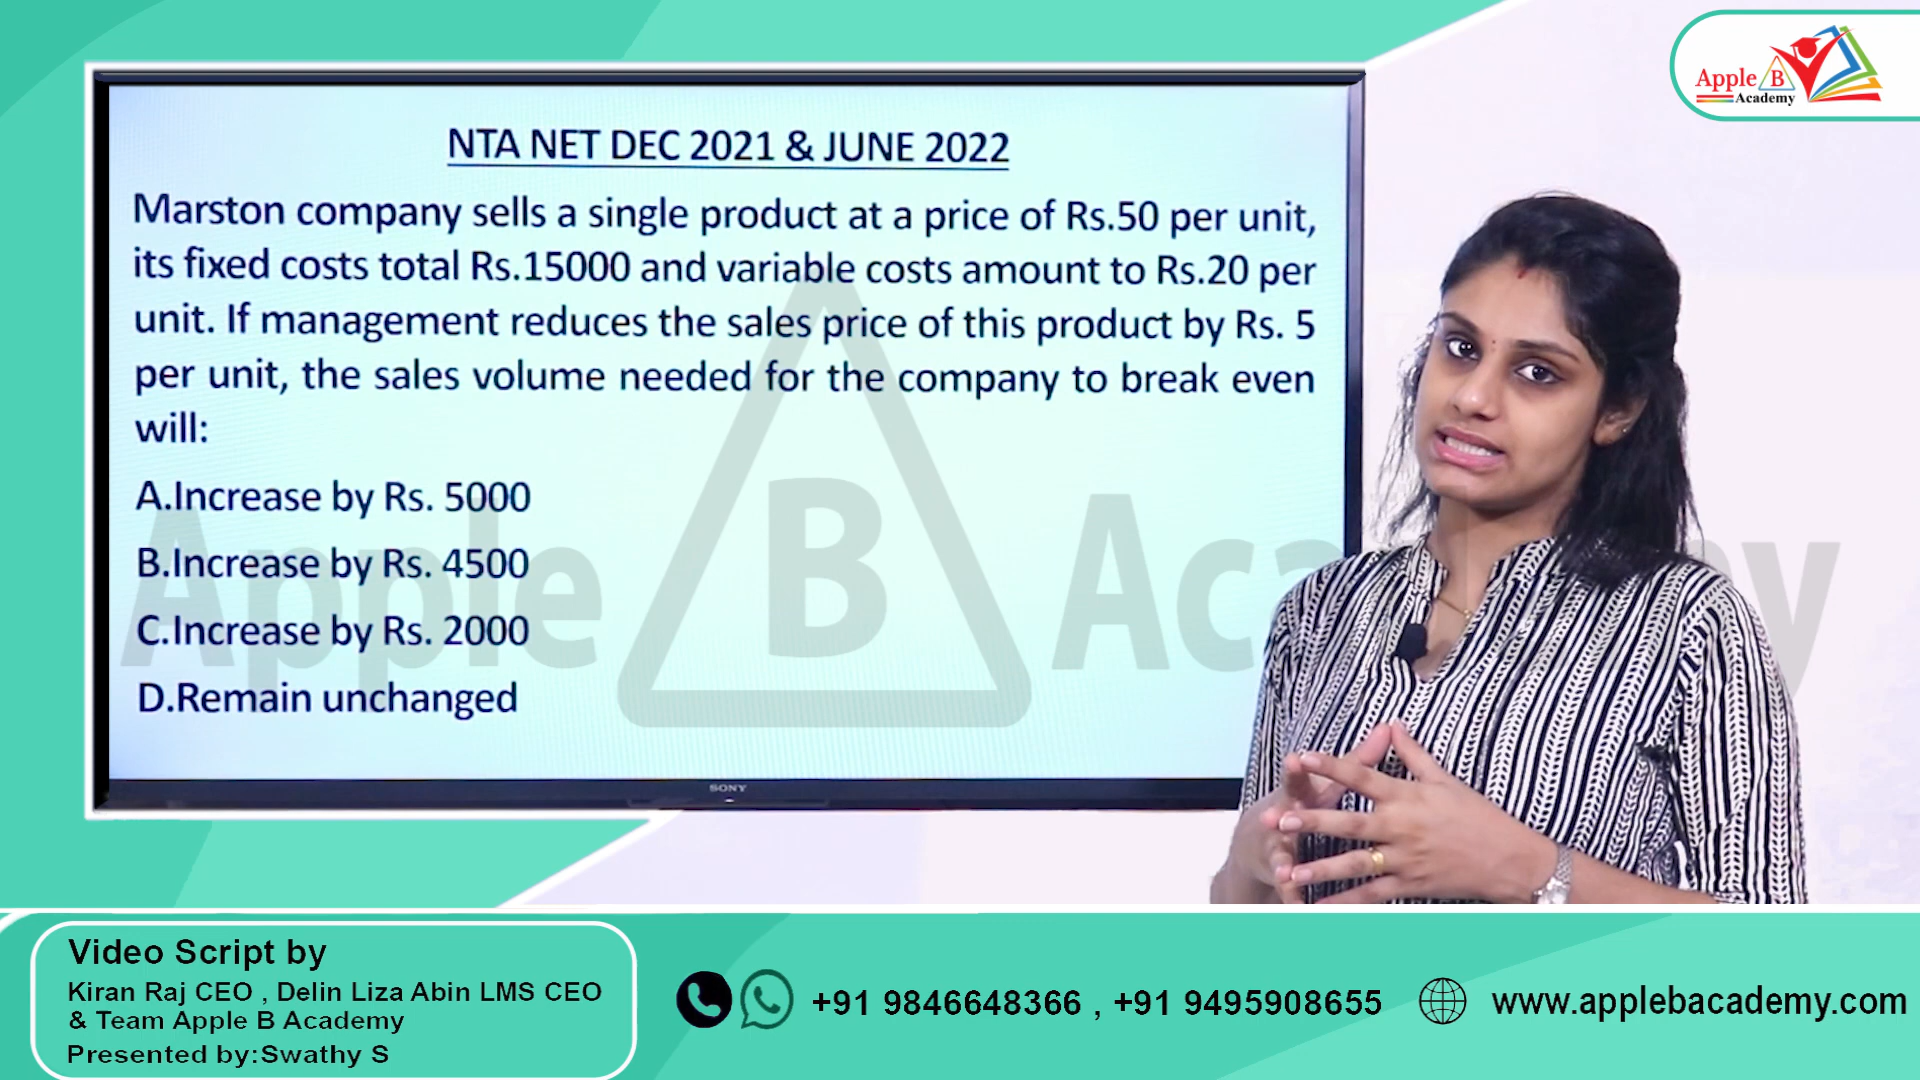 Apple B
Academy
NTA NET DEC 2021 & JUNE 2022
Marston company sells a single product at a price of Rs.50 per unit,
its fixed costs total Rs.15000 and variable costs amount to Rs.20 per
unit. If management reduces the sales price of this product by Rs. 5
per unit, the sales volume needed for the company to break even
will:
A.Increase by Rs. 5000
B.Increase by Rs. 4500
C.Increase by Rs. 2000
D.Remain unchanged
Apple B Academy
SONY
Video Script by
Kiran Raj CEO , Delin Liza Abin LMS CEO
& Team Apple B Academy
Presented by:Swathy S
+91 9846648366 , +91 9495908655
www.applebacademy.com